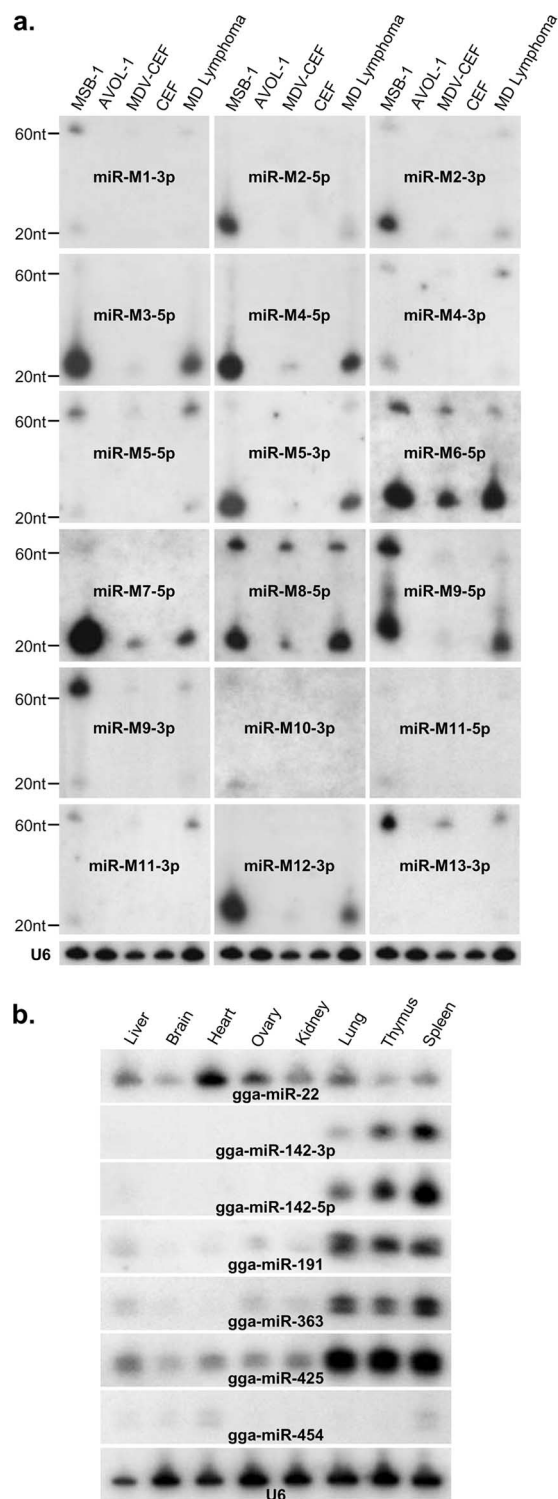 a.
MSB-1 AVOL-1 MDV-CEF CEF MD Lymphoma MSB-1 AVOL-1 MDV-CEF CEF MD Lymphoma MSB-1 AVOL-1 MDV-CEF CEF MD Lymphoma
60nt
miR-M1-3p miR-M2-5p miR-M2-3p
20nt
60nt
miR-M3-5p miR-M4-5p miR-M4-3p
20nt
60nt
miR-M5-5p miR-M5-3p miR-M6-5p
20nt
60nt
miR-M7-5p miR-M8-5p miR-M9-5p
20nt
60nt
miR-M9-3p miR-M10-3p miR-M11-5p
20nt
60nt
miR-M11-3p miR-M12-3p miR-M13-3p
20nt
U6
b.
Liver Brain Heart Ovary Kidney Lung Thymus Spleen
gga-miR-22
gga-miR-142-3p
gga-miR-142-5p
gga-miR-191
gga-miR-363
gga-miR-425
gga-miR-454
U6